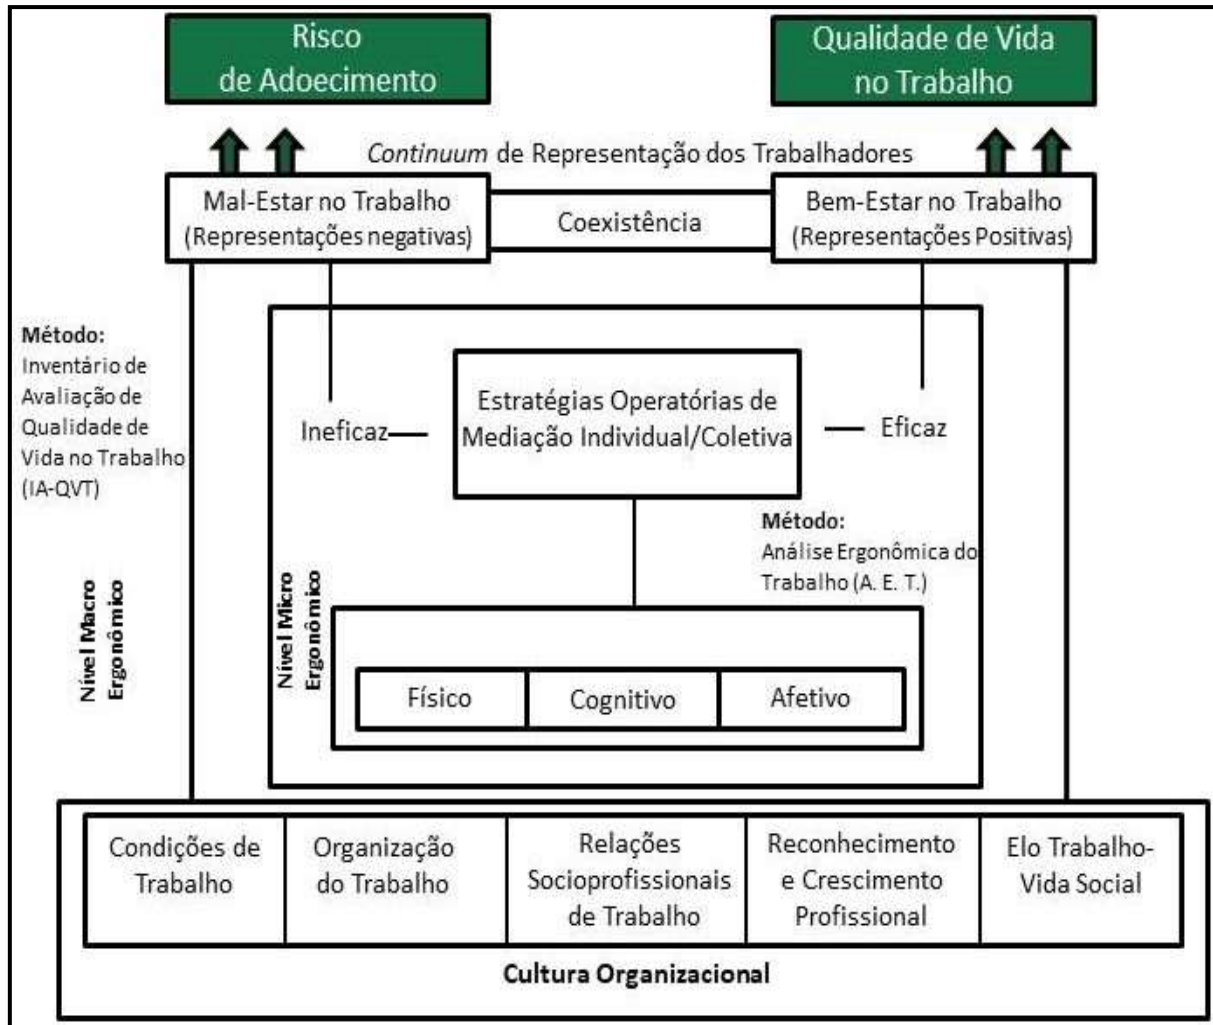 Risco
de Adoecimento
Qualidade de Vida
no Trabalho
Continuum de Representação dos Trabalhadores
Mal-Estar no Trabalho
(Representações negativas)
Coexistência
Bem-Estar no Trabalho
(Representações Positivas)
Método:
Inventário de
Avaliação de
Qualidade de
Vida no Trabalho
(IA-QVT)
Ineficaz
Estratégias Operatórias de
Mediação Individual/Coletiva
Eficaz
Método:
Análise Ergonômica do
Trabalho (A. E. T.)
Nível Macro
Ergonômico
Nível Micro
Ergonômico
Físico
Cognitivo
Afetivo
Condições de
Trabalho
Organização
do Trabalho
Relações
Socioprofissionais
de Trabalho
Reconhecimento
e Crescimento
Profissional
Elo Trabalho-
Vida Social
Cultura Organizacional